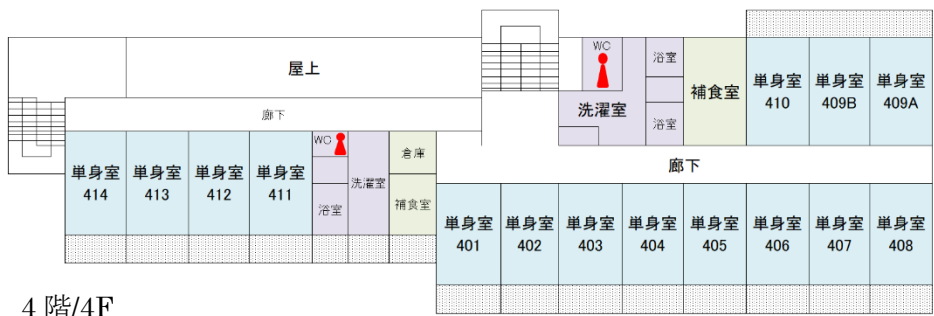 屋上
WC
浴室
浴室
洗濯室
補食室
単身室
410
単身室
409B
単身室
409A
廊下
廊下
単身室
414
単身室
413
単身室
412
単身室
411
WC
浴室
洗濯室
倉庫
補食室
単身室
401
単身室
402
単身室
403
単身室
404
単身室
405
単身室
406
単身室
407
単身室
408
4 階/4F